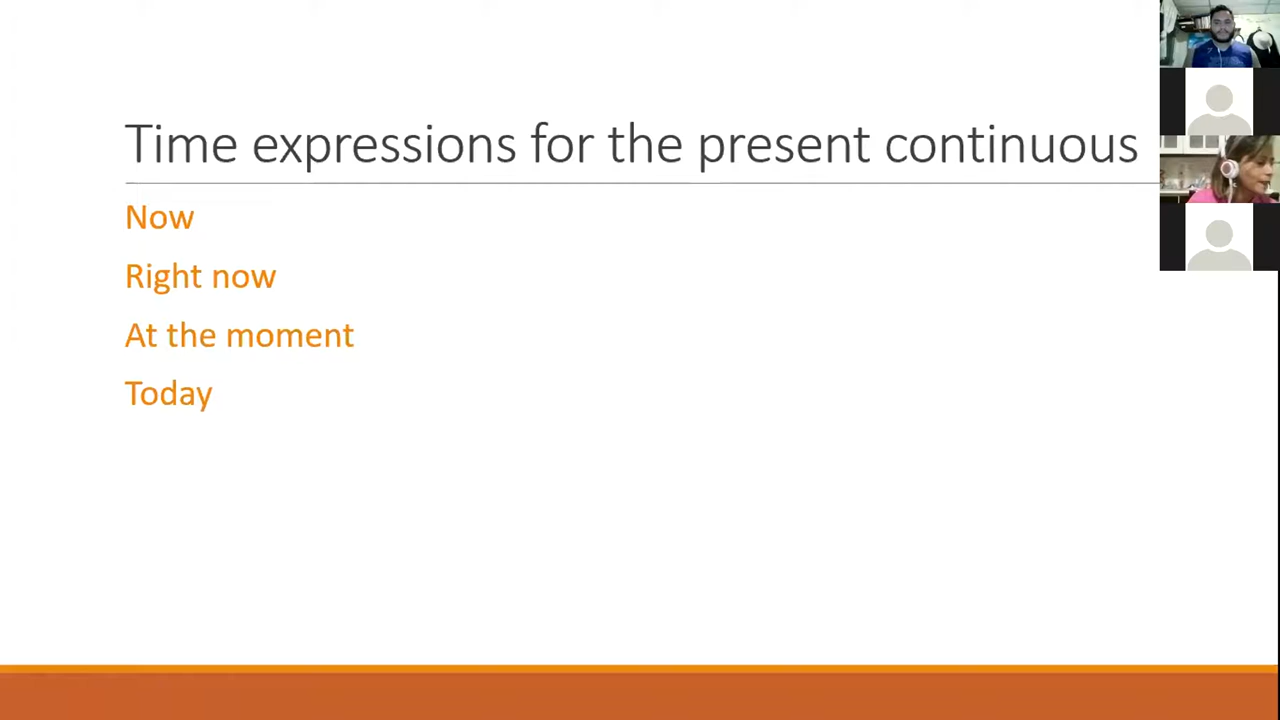 Time expressions for the present continuous
Now
Right now
At the moment
Today